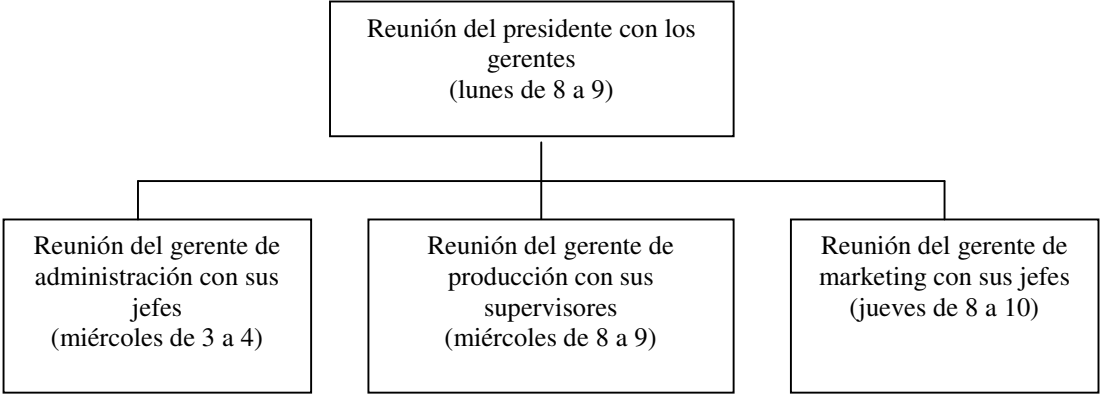 Reunión del presidente con los
gerentes
(lunes de 8 a 9)
Reunión del gerente de
administración con sus
jefes
(miércoles de 3 a 4)
Reunión del gerente de
producción con sus
supervisores
(miércoles de 8 a 9)
Reunión del gerente de
marketing con sus jefes
(jueves de 8 a 10)